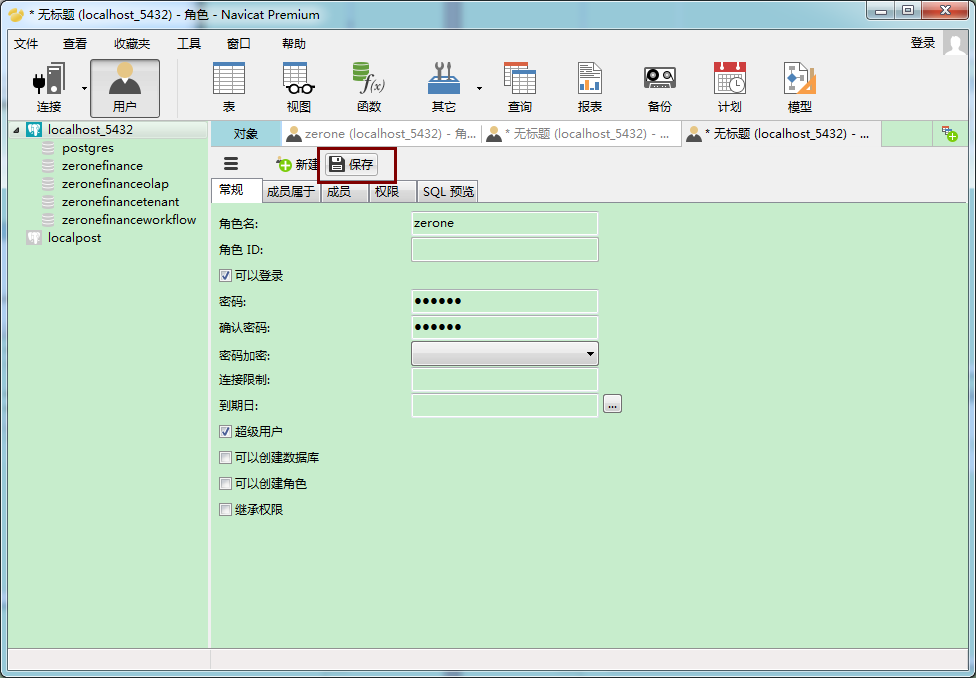 * 无标题 (localhost_5432) - 角色 - Navicat Premium
文件 查看 收藏夹 工具 窗口 帮助 登录
连接 用户 表 视图 函数 其它 查询 报表 备份 计划 模型
localhost_5432
postgres
zeronefinance
zeronefinanceolap
zeronefinancetenant
zeronefinanceworkflow
localpost
对象 zerone (localhost_5432) - 角... * 无标题 (localhost_5432) - ... * 无标题 (localhost_5432) - ...
新建 保存
常规 成员属于 成员 权限 SQL 预览
角色名: zerone
角色 ID:
可以登录
密码: ●●●●●●
确认密码: ●●●●●●
密码加密:
连接限制:
到期日: ...
超级用户
可以创建数据库
可以创建角色
继承权限